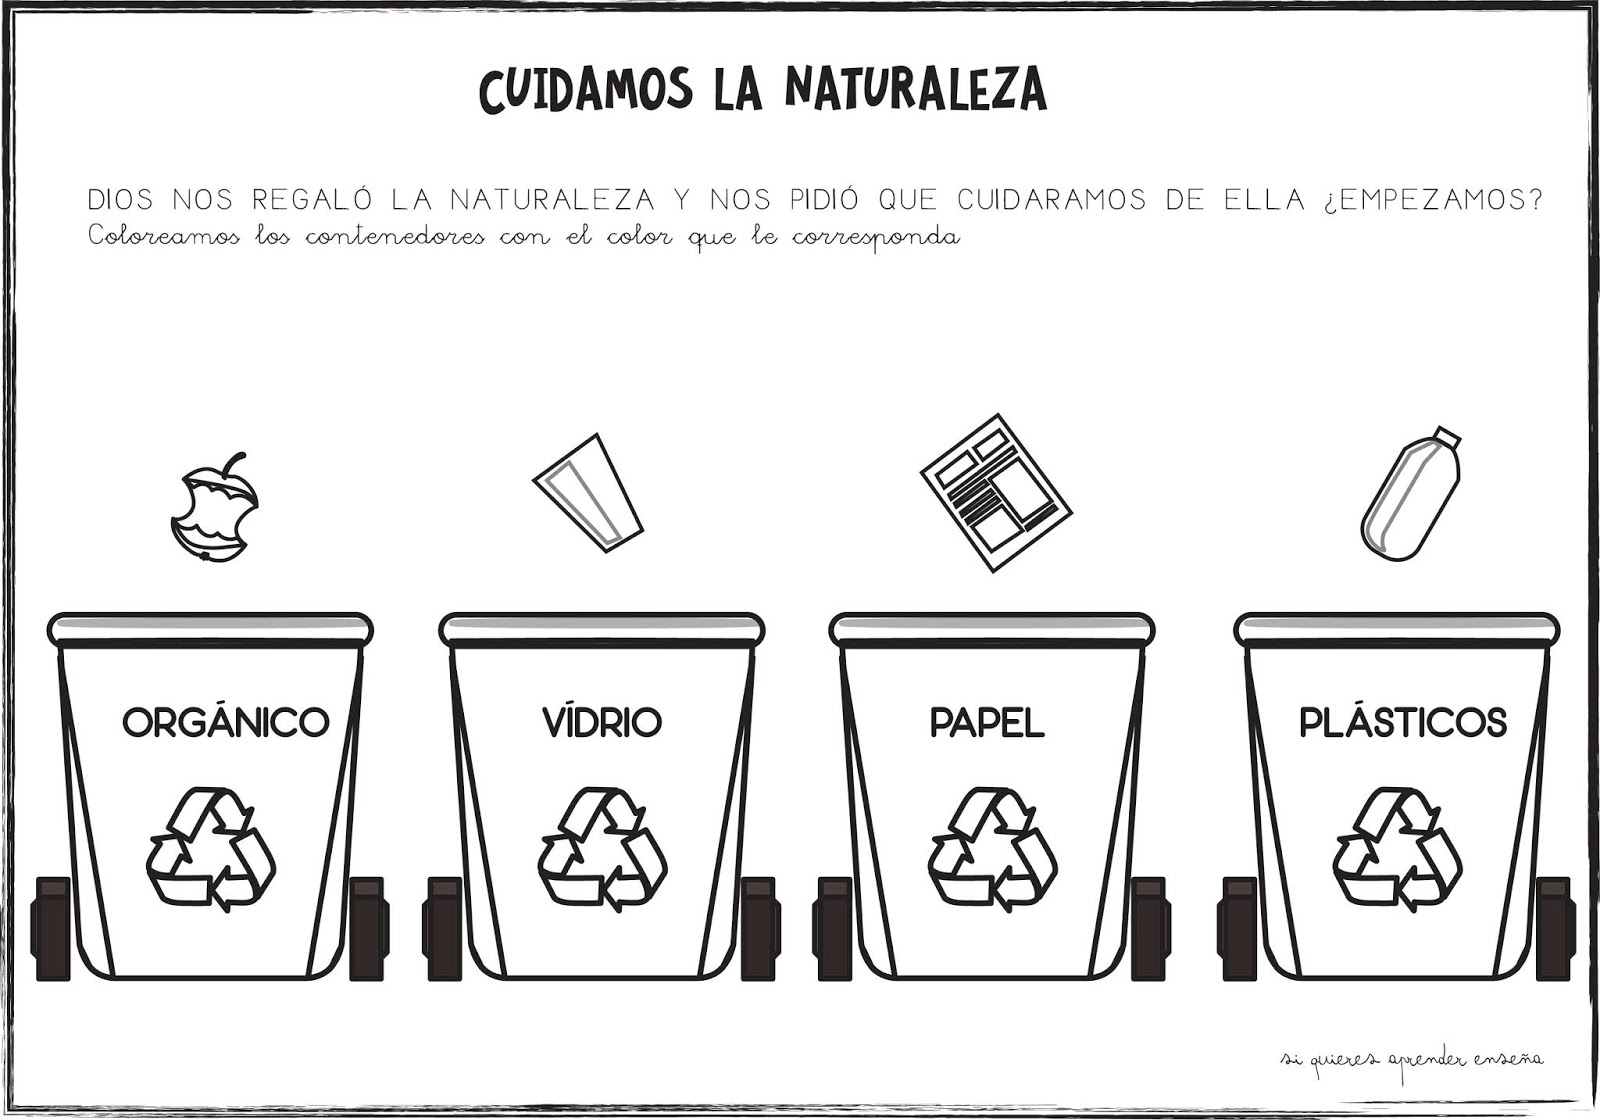 CUIDAMOS LA NATURALEZA
DIOS NOS REGALÓ LA NATURALEZA Y NOS PIDIÓ QUE CUIDARAMOS DE ELLA ¿EMPEZAMOS?
Coloreamos los contenedores con el color que le corresponda
ORGÁNICO
VÍDRIO
PAPEL
PLÁSTICOS
si quieres aprender enseña